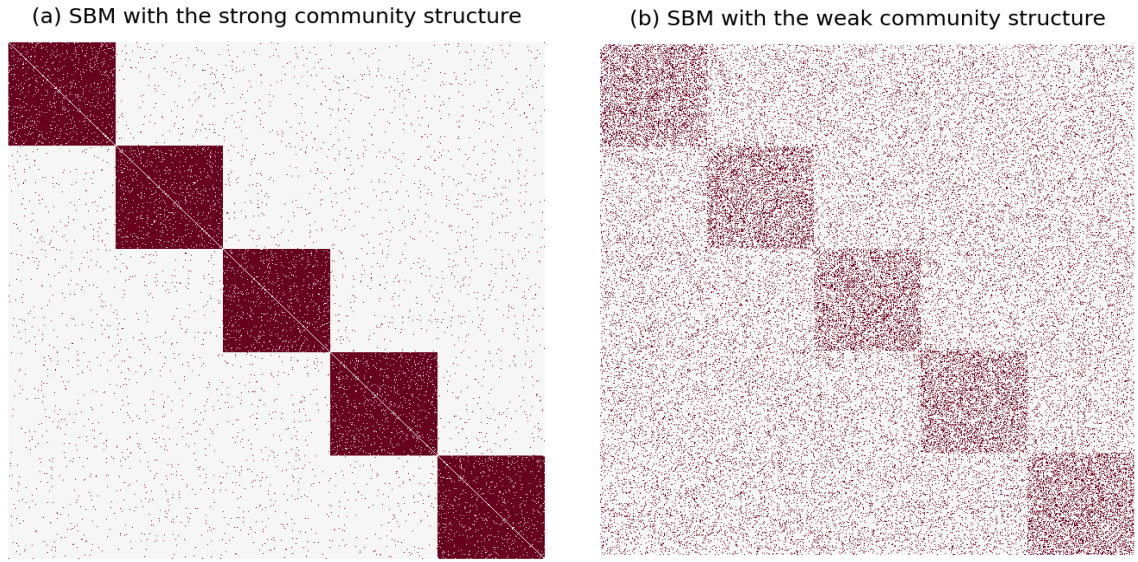 (a) SBM with the strong community structure
(b) SBM with the weak community structure